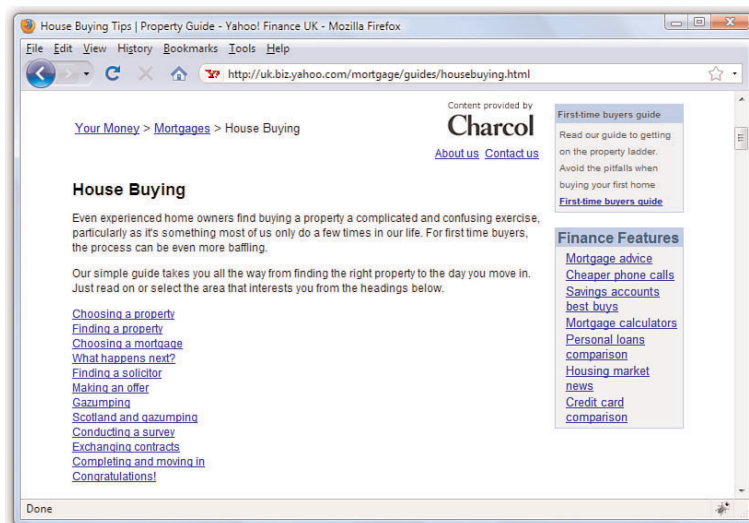 House Buying Tips | Property Guide - Yahoo! Finance UK - Mozilla Firefox
File Edit View History Bookmarks Tools Help
http://uk.biz.yahoo.com/mortgage/guides/housebuying.html
Your Money > Mortgages > House Buying
Content provided by
Charcol
About us Contact us
House Buying
Even experienced home owners find buying a property a complicated and confusing exercise,
particularly as it's something most of us only do a few times in our life. For first time buyers,
the process can be even more baffling.
Our simple guide takes you all the way from finding the right property to the day you move in.
Just read on or select the area that interests you from the headings below.
Choosing a property
Finding a property
Choosing a mortgage
What happens next?
Finding a solicitor
Making an offer
Gazumping
Scotland and gazumping
Conducting a survey
Exchanging contracts
Completing and moving in
Congratulations!
First-time buyers guide
Read our guide to getting
on the property ladder.
Avoid the pitfalls when
buying your first home
First-time buyers guide
Finance Features
Mortgage advice
Cheaper phone calls
Savings accounts
best buys
Mortgage calculators
Personal loans
comparison
Housing market
news
Credit card
comparison
Done